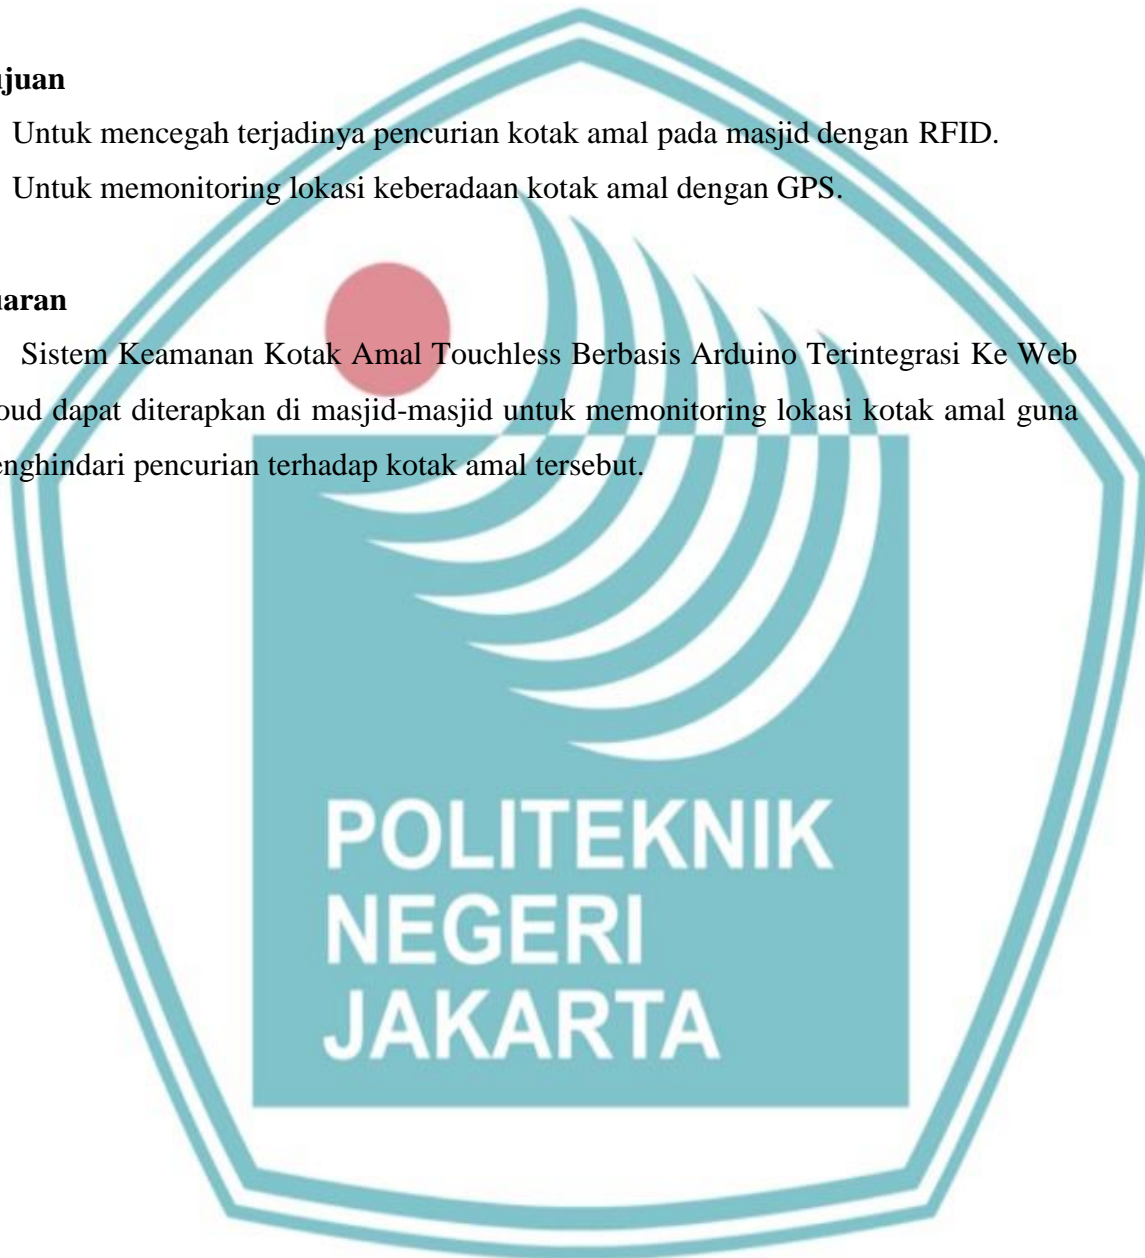 ujuan
Untuk mencegah terjadinya pencurian kotak amal pada masjid dengan RFID.
Untuk memonitoring lokasi keberadaan kotak amal dengan GPS.
uaran
Sistem Keamanan Kotak Amal Touchless Berbasis Arduino Terintegrasi Ke Web
oud dapat diterapkan di masjid-masjid untuk memonitoring lokasi kotak amal guna
enghindari pencurian terhadap kotak amal tersebut.
POLITEKNIK
NEGERI
JAKARTA